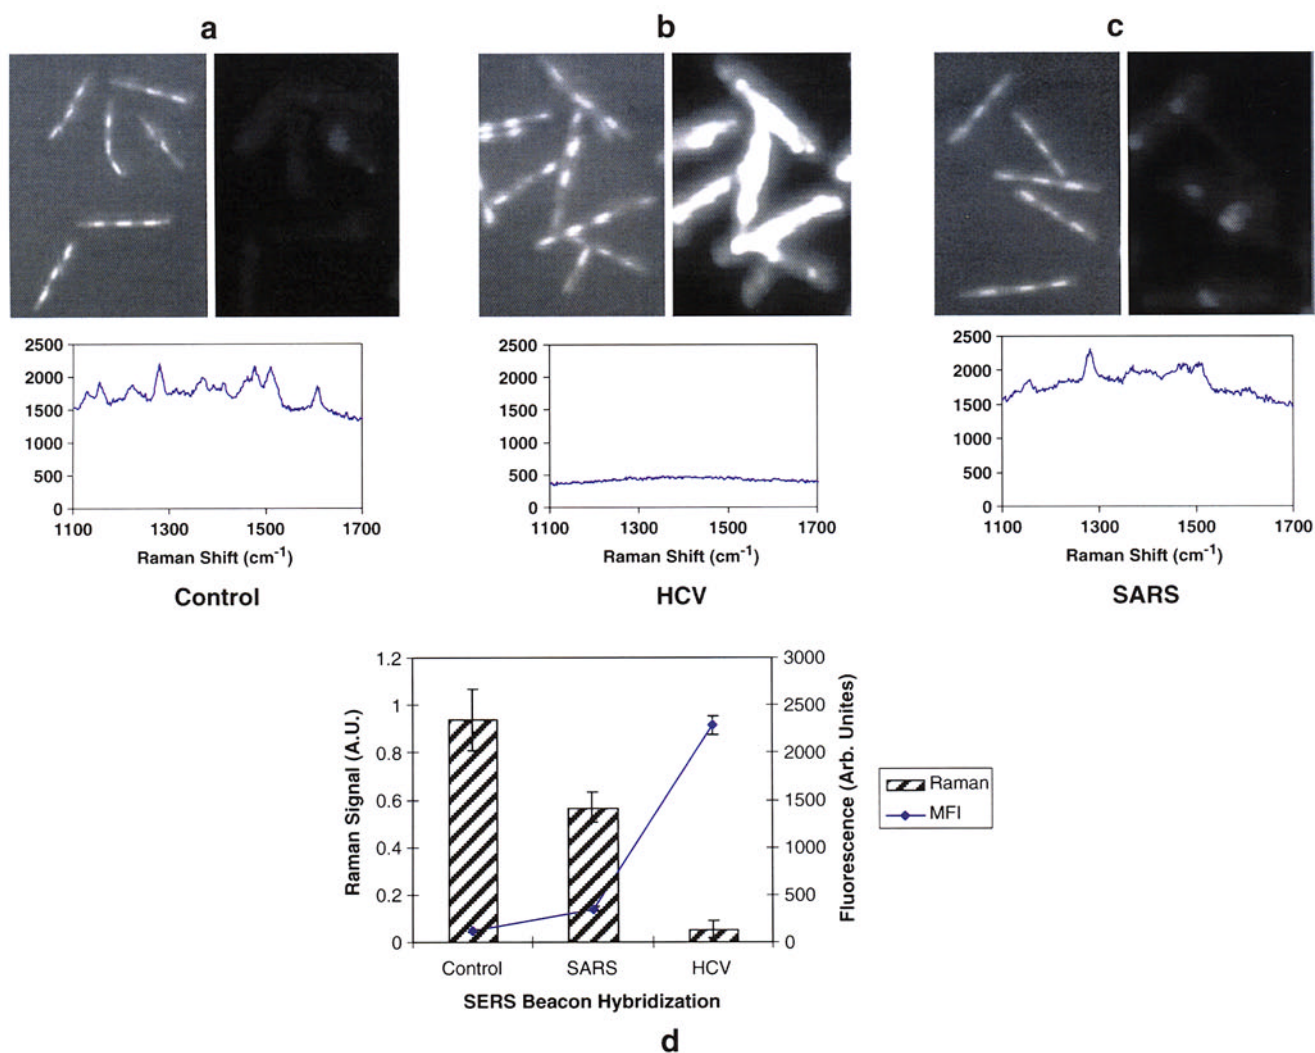 a
b
c
2500
2000
1500
1000
500
0
1100 1300 1500 1700
Raman Shift (cm-1)
Control
2500
2000
1500
1000
500
0
1100 1300 1500 1700
Raman Shift (cm-1)
HCV
2500
2000
1500
1000
500
0
1100 1300 1500 1700
Raman Shift (cm-1)
SARS
Raman Signal (A.U.)
1.2
1
0.8
0.6
0.4
0.2
0
3000
2500
2000
1500
1000
500
0
Fluorescence (Arb. Unites)
Raman
MFI
Control SARS HCV
SERS Beacon Hybridization
d